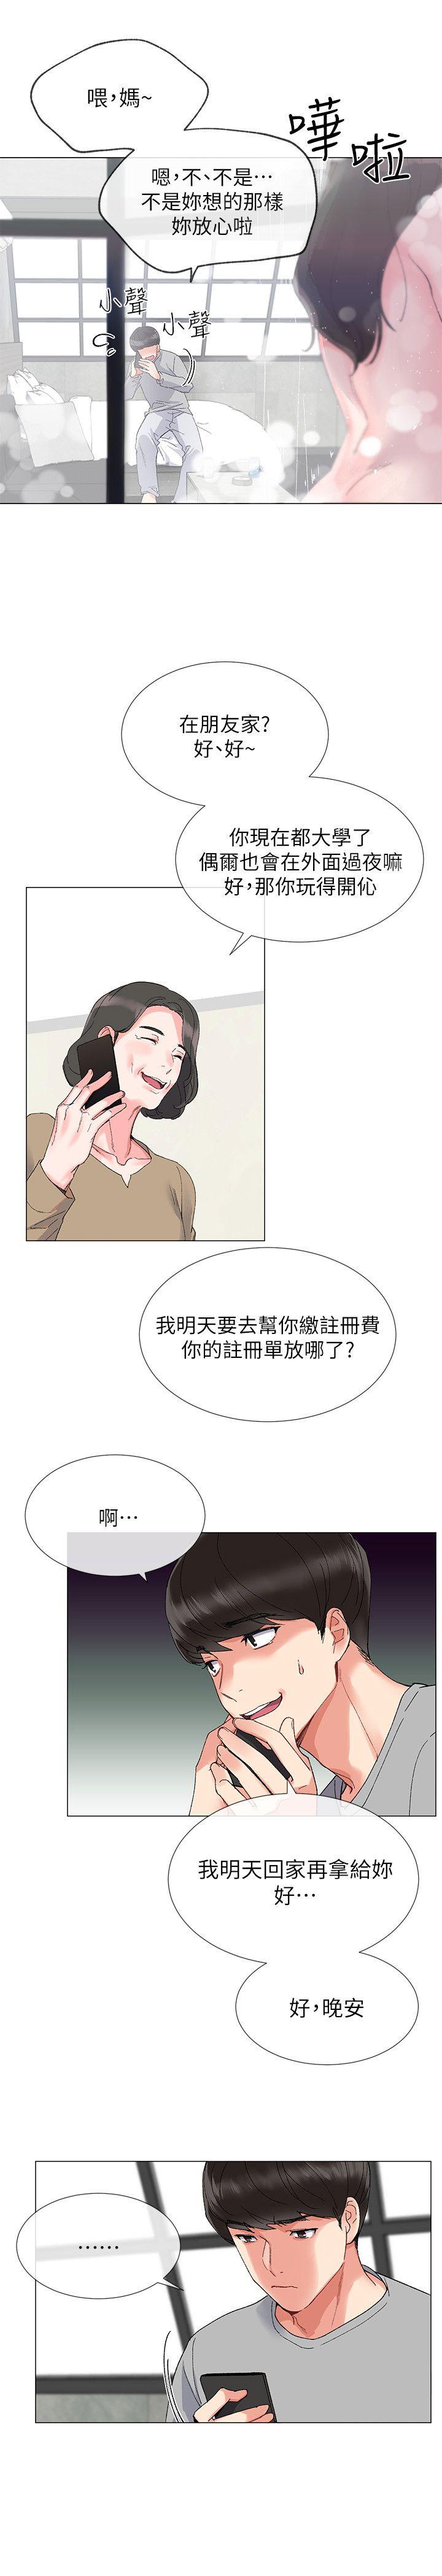 喂,媽~
嘩啦
嗯,不、不是…
不是妳想的那樣
妳放心啦
小聲
小聲
在朋友家?
好、好~
你現在都大學了
偶爾也會在外面過夜嘛
好,那你玩得開心
我明天要去幫你繳註冊費
你的註冊單放哪了?
啊…
我明天回家再拿給妳
好…
好,晚安
……